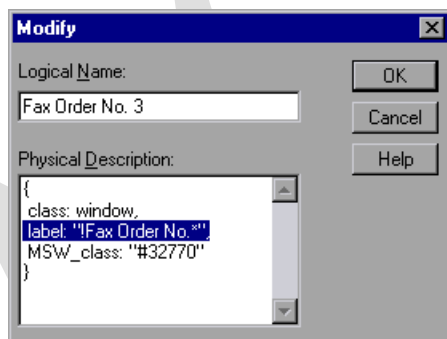 Modify
Logical Name:
OK
Fax Order No. 3
Cancel
Physical Description:
Help
{
class: window,
label: "!Fax Order No.*",
MSW_class: "#32770"
}